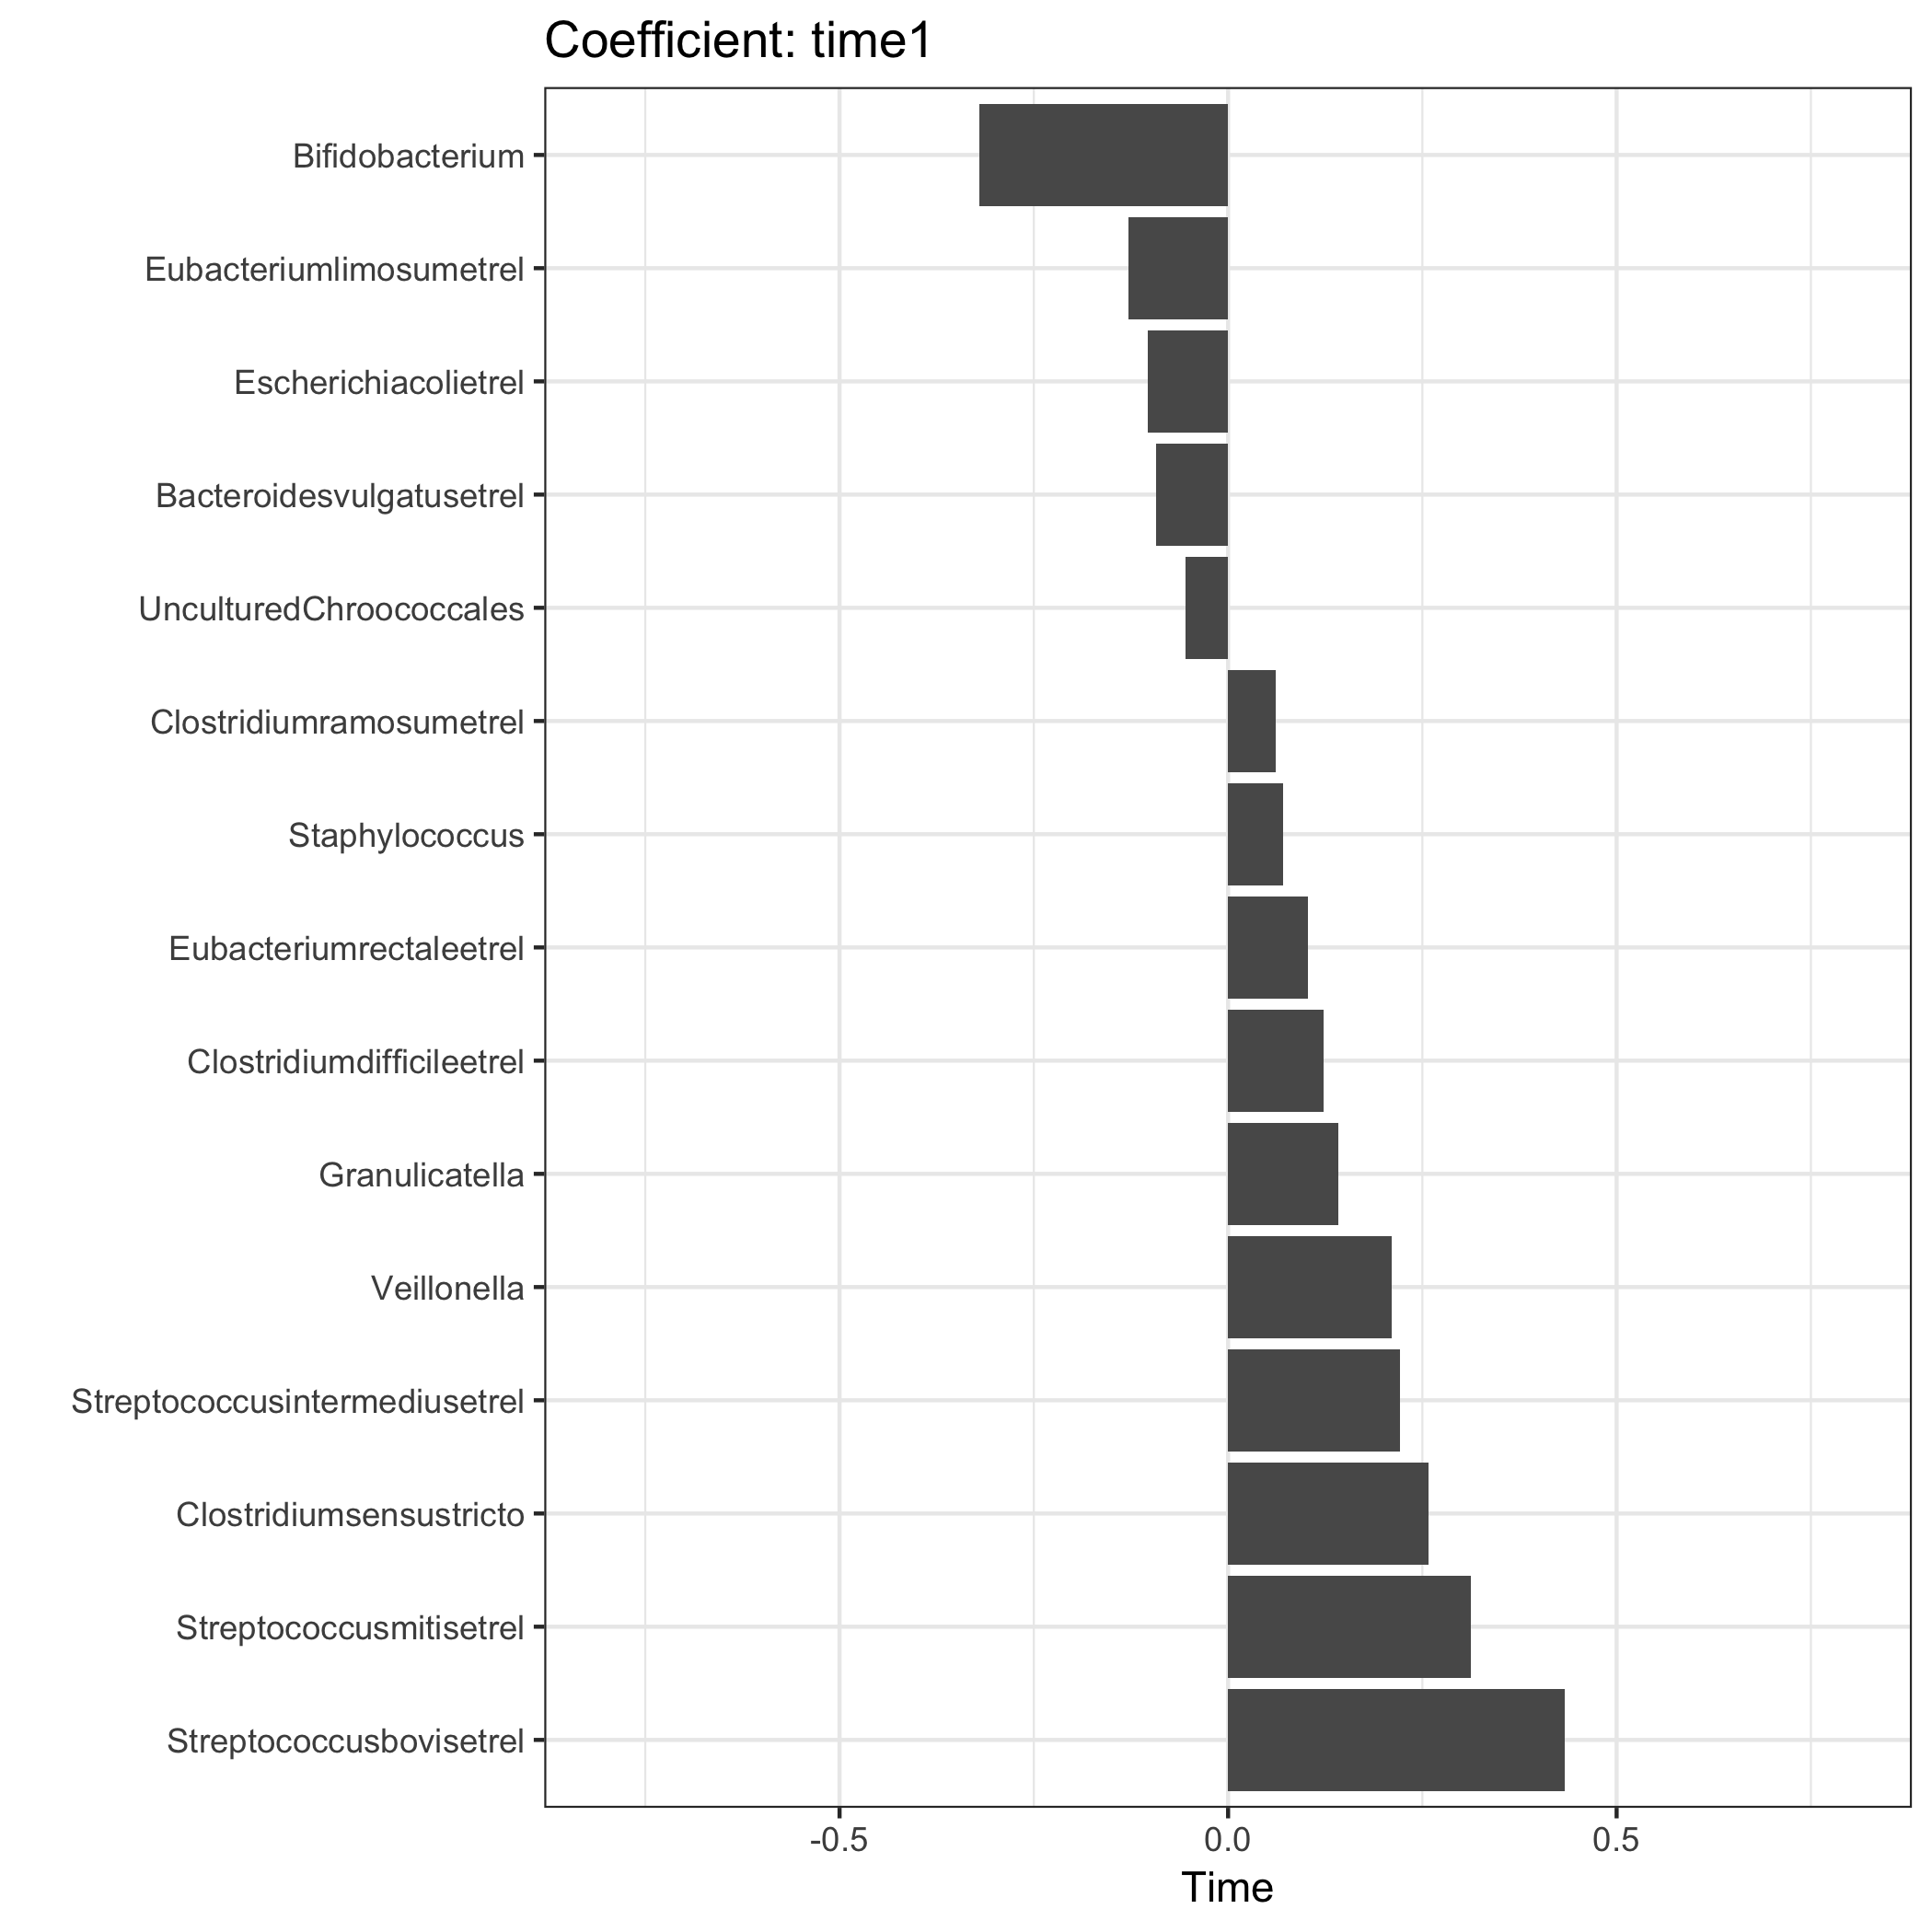 Coefficient: time1
Bifidobacterium
Eubacteriumlimosumetrel
Escherichiacolietrel
Bacteroidesvulgatusetrel
UnculturedChroococcales
Clostridiumramosumetrel
Staphylococcus
Eubacteriumrectaleetrel
Clostridiumdifficileetrel
Granulicatella
Veillonella
Streptococcusintermediusetrel
Clostridiumsensustricto
Streptococcusmitisetrel
Streptococcusbovisetrel
-0.5 0.0 0.5
Time